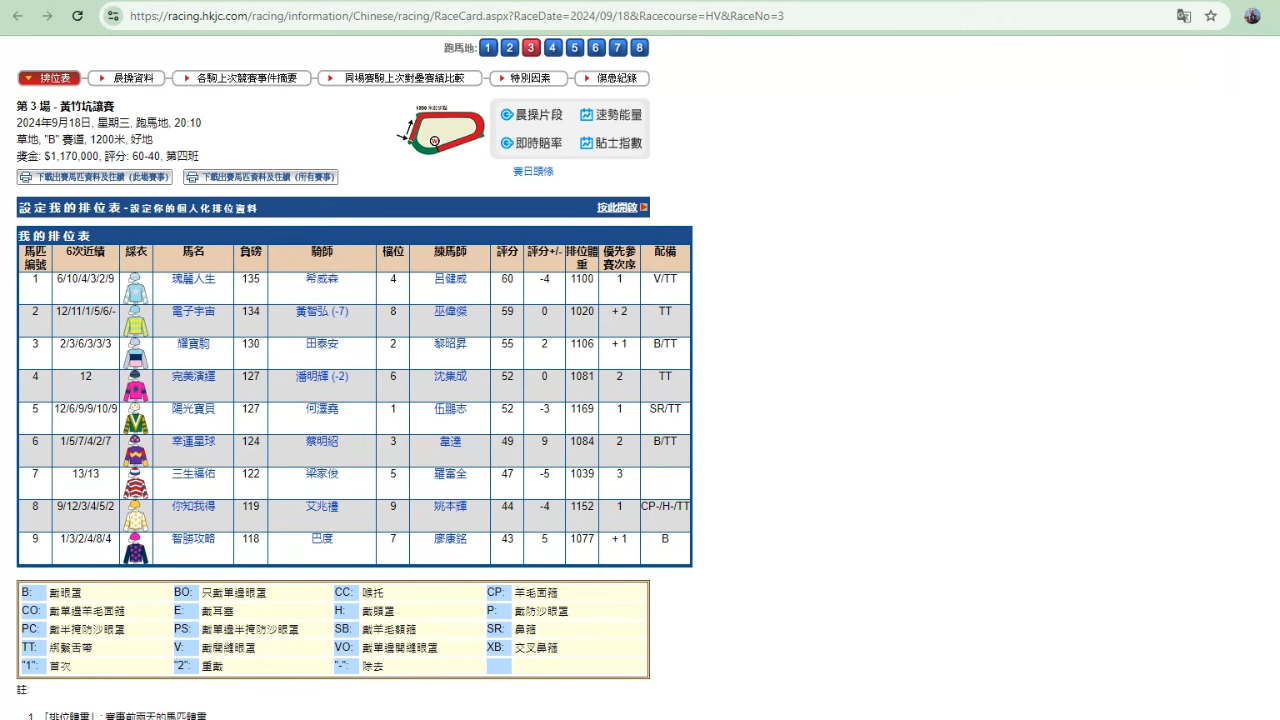 https://racing.hkjc.com/racing/information/Chinese/racing/RaceCard.aspx?RaceDate=2024/09/18&Racecourse=HV&RaceNo=3
跑馬地: 1 2 3 4 5 6 7 8
排位表 晨操資料 各駒上次競賽事件摘要 同場賽駒上次對壘賽績比較 特別因素 傷患紀錄
第 3 場 - 黃竹坑讓賽
2024年9月18日, 星期三, 跑馬地, 20:10
草地, "B" 賽道, 1200米, 好地
獎金: $1,170,000, 評分: 60-40, 第四班
下載出賽馬匹資料及往績 (此場賽事) 下載出賽馬匹資料及往績 (所有賽事)
1200 米起步點
晨操片段 速勢能量
即時賠率 貼士指數
賽日頭條
設定我的排位表-設定你的個人化排位資料 按此開啟
我的排位表
馬匹編號 6次近績 綵衣 馬名 負磅 騎師 檔位 練馬師 評分 評分+/- 排位體重 優先參賽次序 配備
1 6/10/4/3/2/9 瑰麗人生 135 希威森 4 呂健威 60 -4 1100 1 V/TT
2 12/11/1/5/6/- 電子宇宙 134 黃智弘 (-7) 8 巫偉傑 59 0 1020 + 2 TT
3 2/3/6/3/3/3 耀寶駒 130 田泰安 2 黎昭昇 55 2 1106 + 1 B/TT
4 12 完美演繹 127 潘明輝 (-2) 6 沈集成 52 0 1081 2 TT
5 12/6/9/9/10/9 陽光寶貝 127 何澤堯 1 伍鵬志 52 -3 1169 1 SR/TT
6 1/5/7/4/2/7 幸運星球 124 蔡明紹 3 韋達 49 9 1084 2 B/TT
7 13/13 三生福佑 122 梁家俊 5 羅富全 47 -5 1039 3
8 9/12/3/4/5/2 你知我得 119 艾兆禮 9 姚本輝 44 -4 1152 1 CP-/H-/TT
9 1/3/2/4/8/4 智勝攻略 118 巴度 7 廖康銘 43 5 1077 + 1 B
B: 戴眼罩 BO: 只戴單邊眼罩 CC: 喉托 CP: 羊毛面箍
CO: 戴單邊羊毛面箍 E: 戴耳塞 H: 戴頭罩 P: 戴防沙眼罩
PC: 戴半掩防沙眼罩 PS: 戴單邊半掩防沙眼罩 SB: 戴羊毛額箍 SR: 鼻箍
TT: 綁繫舌帶 V: 戴開縫眼罩 VO: 戴單邊開縫眼罩 XB: 交叉鼻箍
"1": 首次 "2": 重戴 "-": 除去
註:
1. 「排位體重」: 賽事前兩天的馬匹體重